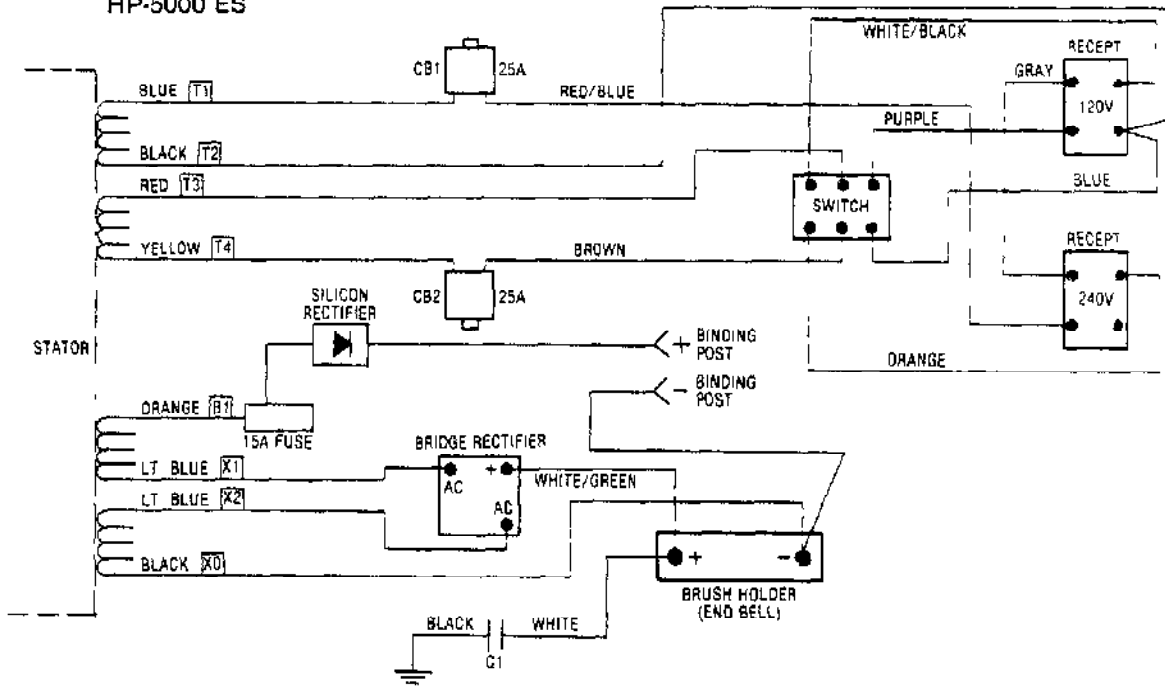 HP-5000 ES
WHITE/BLACK
RECEPT
CB1
25A
GRAY
BLUE T1
RED/BLUE
120V
PURPLE
BLACK T2
RED T3
BLUE
SWITCH
YELLOW T4
BROWN
RECEPT
SILICON
RECTIFIER
CB2
25A
240V
STATOR
+ BINDING
POST
ORANGE
- BINDING
POST
ORANGE B1
15A FUSE
BRIDGE RECTIFIER
LT BLUE X1
+
WHITE/GREEN
AC
LT BLUE X2
AC
BLACK X0
+ -
BRUSH HOLDER
(END BELL)
BLACK
WHITE
C1